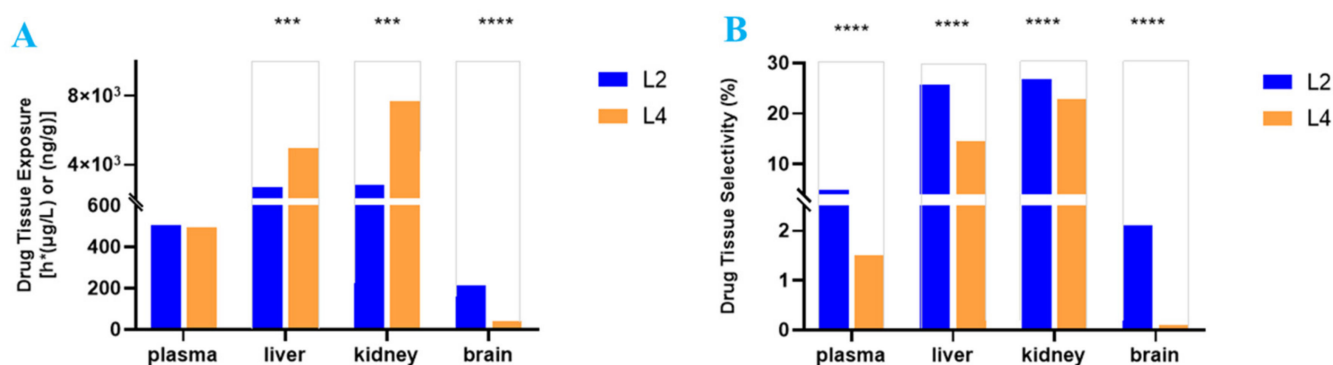 A
*** *** ****
Drug Tissue Exposure
[h*(µg/L) or (ng/g)]
8×10³
4×10³
600
400
200
0
plasma liver kidney brain
L2
L4
B
**** **** **** ****
Drug Tissue Selectivity (%)
30
20
10
2
1
0
plasma liver kidney brain
L2
L4